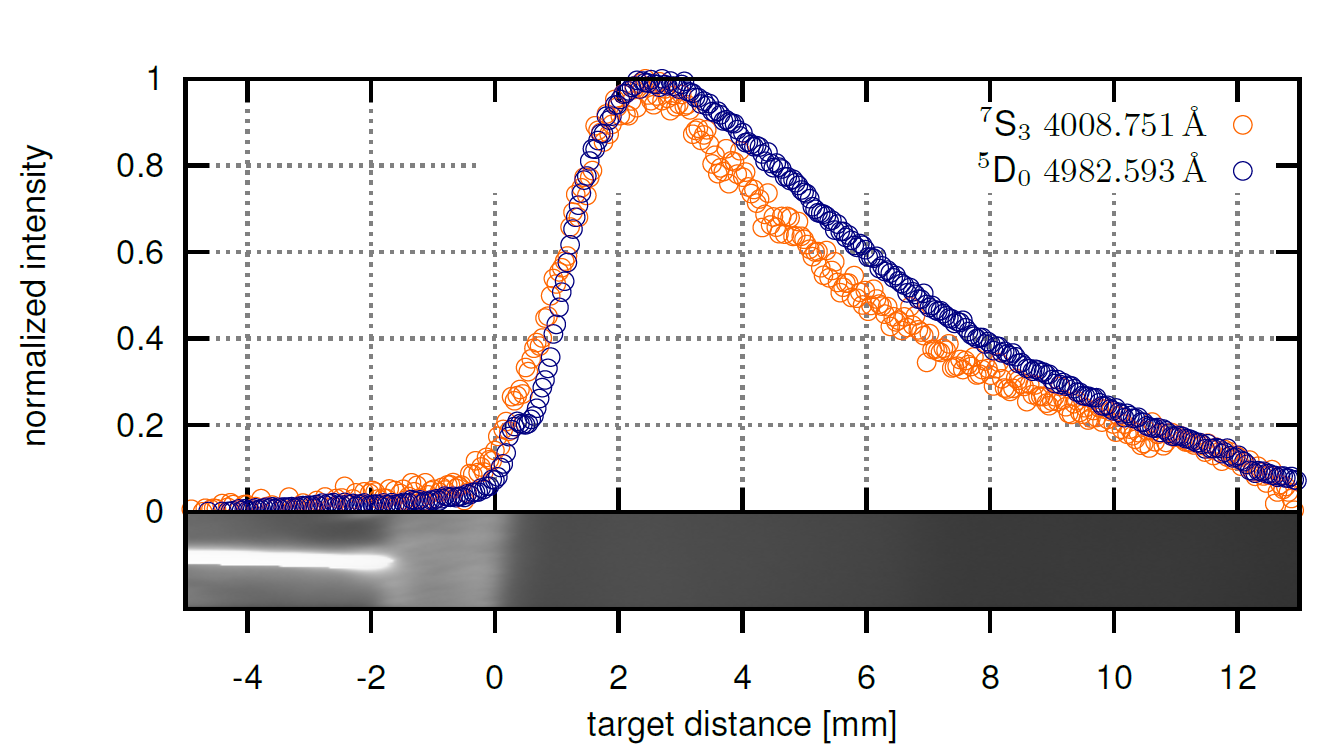 normalized intensity
1
0.8
0.6
0.4
0.2
0
⁷S₃ 4008.751 Å
⁵D₀ 4982.593 Å
-4 -2 0 2 4 6 8 10 12
target distance [mm]